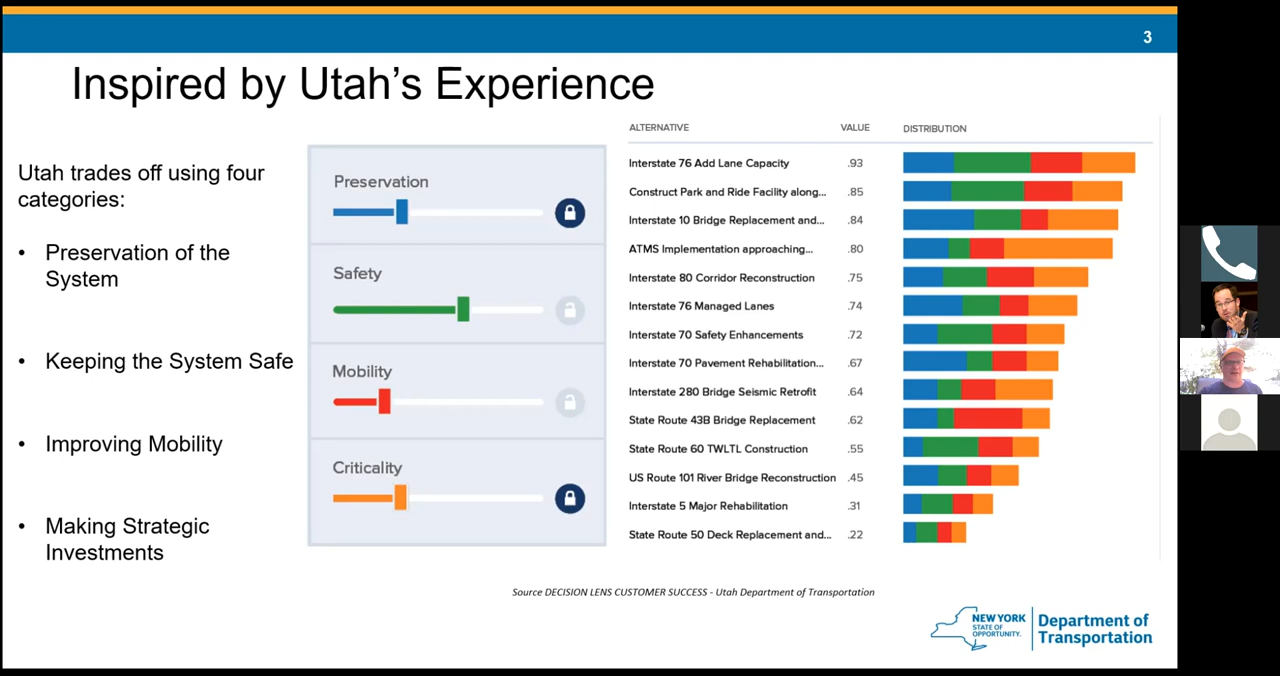 3
Inspired by Utah's Experience
Utah trades off using four
categories:
• Preservation of the
System
• Keeping the System Safe
• Improving Mobility
• Making Strategic
Investments
Preservation
Safety
Mobility
Criticality
ALTERNATIVE VALUE DISTRIBUTION
Interstate 76 Add Lane Capacity .93
Construct Park and Ride Facility along... .85
Interstate 10 Bridge Replacement and... .84
ATMS Implementation approaching... .80
Interstate 80 Corridor Reconstruction .75
Interstate 76 Managed Lanes .74
Interstate 70 Safety Enhancements .72
Interstate 70 Pavement Rehabilitation... .67
Interstate 280 Bridge Seismic Retrofit .64
State Route 43B Bridge Replacement .62
State Route 60 TWLTL Construction .55
US Route 101 River Bridge Reconstruction .45
Interstate 5 Major Rehabilitation .31
State Route 50 Deck Replacement and... .22
Source DECISION LENS CUSTOMER SUCCESS - Utah Department of Transportation
NEW YORK
STATE OF
OPPORTUNITY.
Department of
Transportation